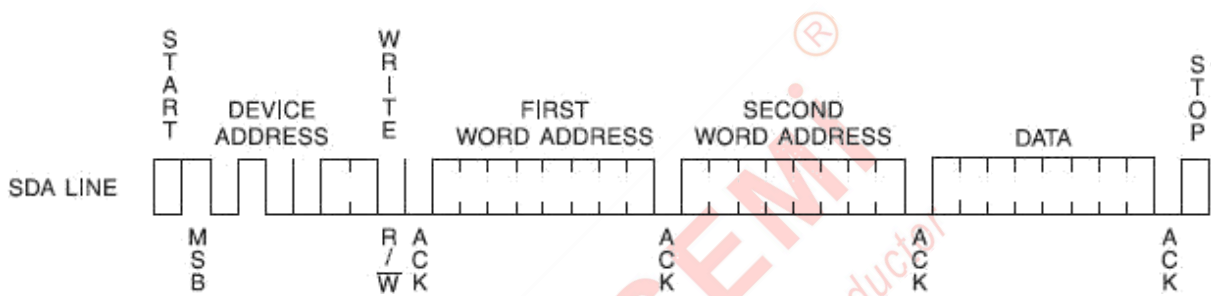 START
WRITE
STOP
DEVICE
ADDRESS
FIRST
WORD ADDRESS
SECOND
WORD ADDRESS
DATA
SDA LINE
MSB
R/W
ACK
ACK
ACK
ACK
®